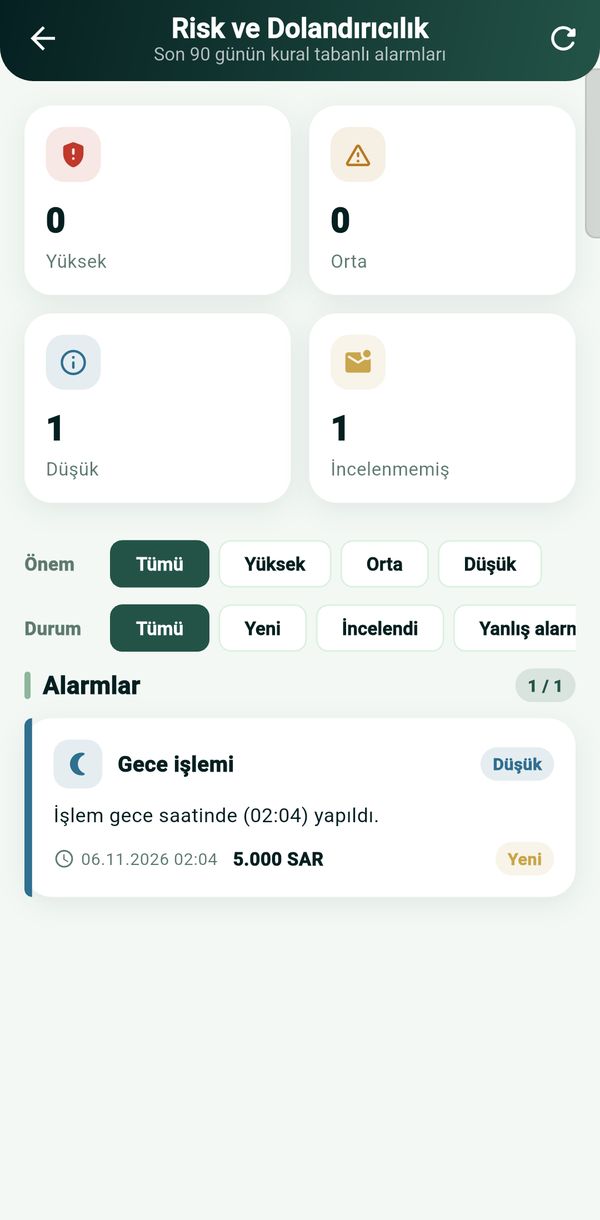 Risk ve Dolandırıcılık
Son 90 günün kural tabanlı alarmları
0
Yüksek
0
Orta
1
Düşük
1
İncelenmemiş
Önem Tümü Yüksek Orta Düşük
Durum Tümü Yeni İncelendi Yanlış alarm
Alarmlar 1 / 1
Gece işlemi Düşük
İşlem gece saatinde (02:04) yapıldı.
06.11.2026 02:04 5.000 SAR Yeni